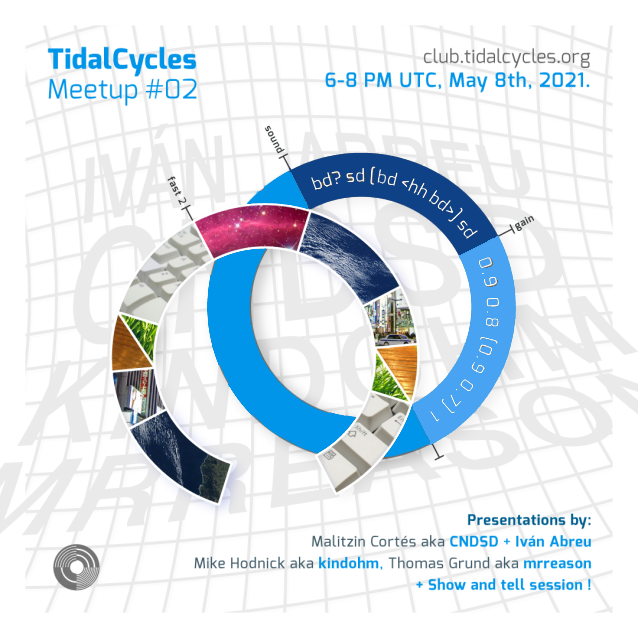 TidalCycles
Meetup #02
club.tidalcycles.org
6-8 PM UTC, May 8th, 2021.
IVÁN ABREU
CNDSD
KINDOHM
MRREASON
sound
fast 2
bd? sd [bd <hh bd>] sd
gain
0.9 0.8 [0.9 0.7] 1
Presentations by:
Malitzin Cortés aka CNDSD + Iván Abreu
Mike Hodnick aka kindohm, Thomas Grund aka mrreason
+ Show and tell session !